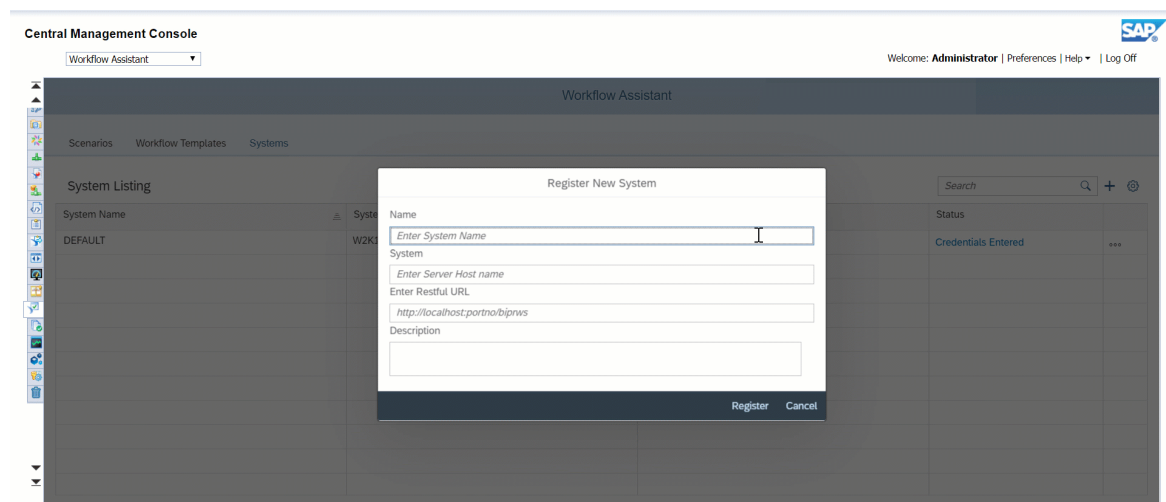 Central Management Console
SAP
Workflow Assistant
Welcome: Administrator | Preferences | Help | Log Off
Workflow Assistant
Scenarios Workflow Templates Systems
System Listing
Search
System Name
Syste
Status
DEFAULT
W2K1
Credentials Entered
Register New System
Name
Enter System Name
System
Enter Server Host name
Enter Restful URL
http://localhost:portno/biprws
Description
Register Cancel